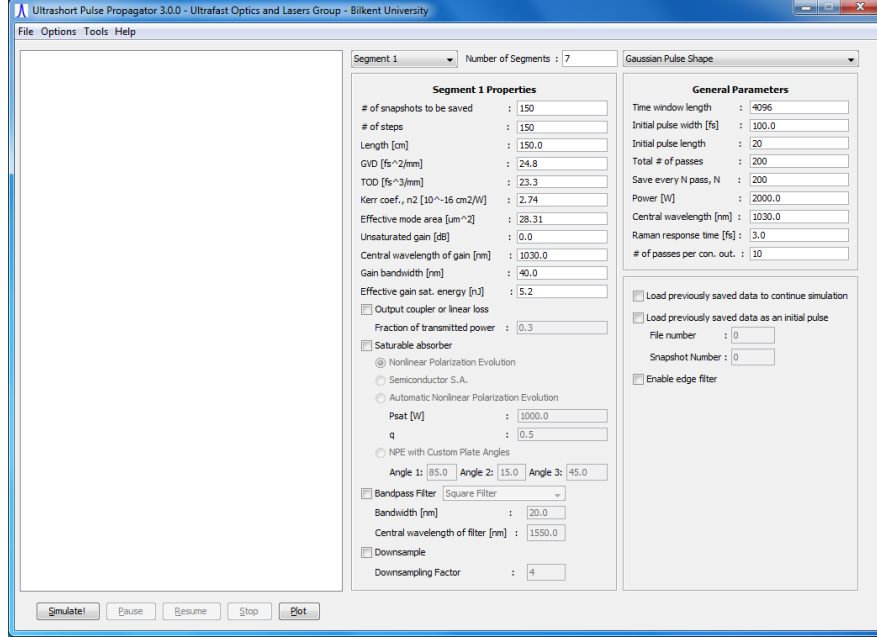 Ultrashort Pulse Propagator 3.0.0 - Ultrafast Optics and Lasers Group - Bilkent University
File Options Tools Help
Segment 1 Number of Segments : 7
Gaussian Pulse Shape
Segment 1 Properties
# of snapshots to be saved : 150
# of steps : 150
Length [cm] : 150.0
GVD [fs^2/mm] : 24.8
TOD [fs^3/mm] : 23.3
Kerr coef., n2 [10^-16 cm2/W] : 2.74
Effective mode area [um^2] : 28.31
Unsaturated gain [dB] : 0.0
Central wavelength of gain [nm] : 1030.0
Gain bandwidth [nm] : 40.0
Effective gain sat. energy [nJ] : 5.2
Output coupler or linear loss
Fraction of transmitted power : 0.3
Saturable absorber
Nonlinear Polarization Evolution
Semiconductor S.A.
Automatic Nonlinear Polarization Evolution
Psat [W] : 1000.0
q : 0.5
NPE with Custom Plate Angles
Angle 1: 85.0 Angle 2: 15.0 Angle 3: 45.0
Bandpass Filter Square Filter
Bandwidth [nm] : 20.0
Central wavelength of filter [nm] : 1550.0
Downsample
Downsampling Factor : 4
General Parameters
Time window length : 4096
Initial pulse width [fs] : 100.0
Initial pulse length : 20
Total # of passes : 200
Save every N pass, N : 200
Power [W] : 2000.0
Central wavelength [nm] : 1030.0
Raman response time [fs] : 3.0
# of passes per con. out. : 10
Load previously saved data to continue simulation
Load previously saved data as an initial pulse
File number : 0
Snapshot Number : 0
Enable edge filter
Simulate! Pause Resume Stop Plot